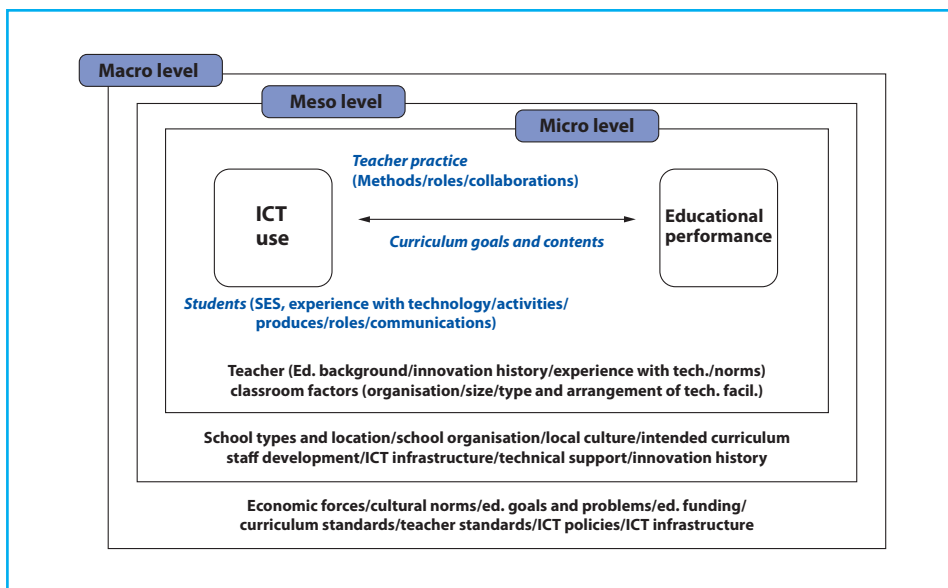 Macro level
Meso level
Micro level
Teacher practice
(Methods/roles/collaborations)
ICT
use
Educational
performance
Curriculum goals and contents
Students (SES, experience with technology/activities/
produces/roles/communications)
Teacher (Ed. background/innovation history/experience with tech./norms)
classroom factors (organisation/size/type and arrangement of tech. facil.)
School types and location/school organisation/local culture/intended curriculum
staff development/ICT infrastructure/technical support/innovation history
Economic forces/cultural norms/ed. goals and problems/ed. funding/
curriculum standards/teacher standards/ICT policies/ICT infrastructure